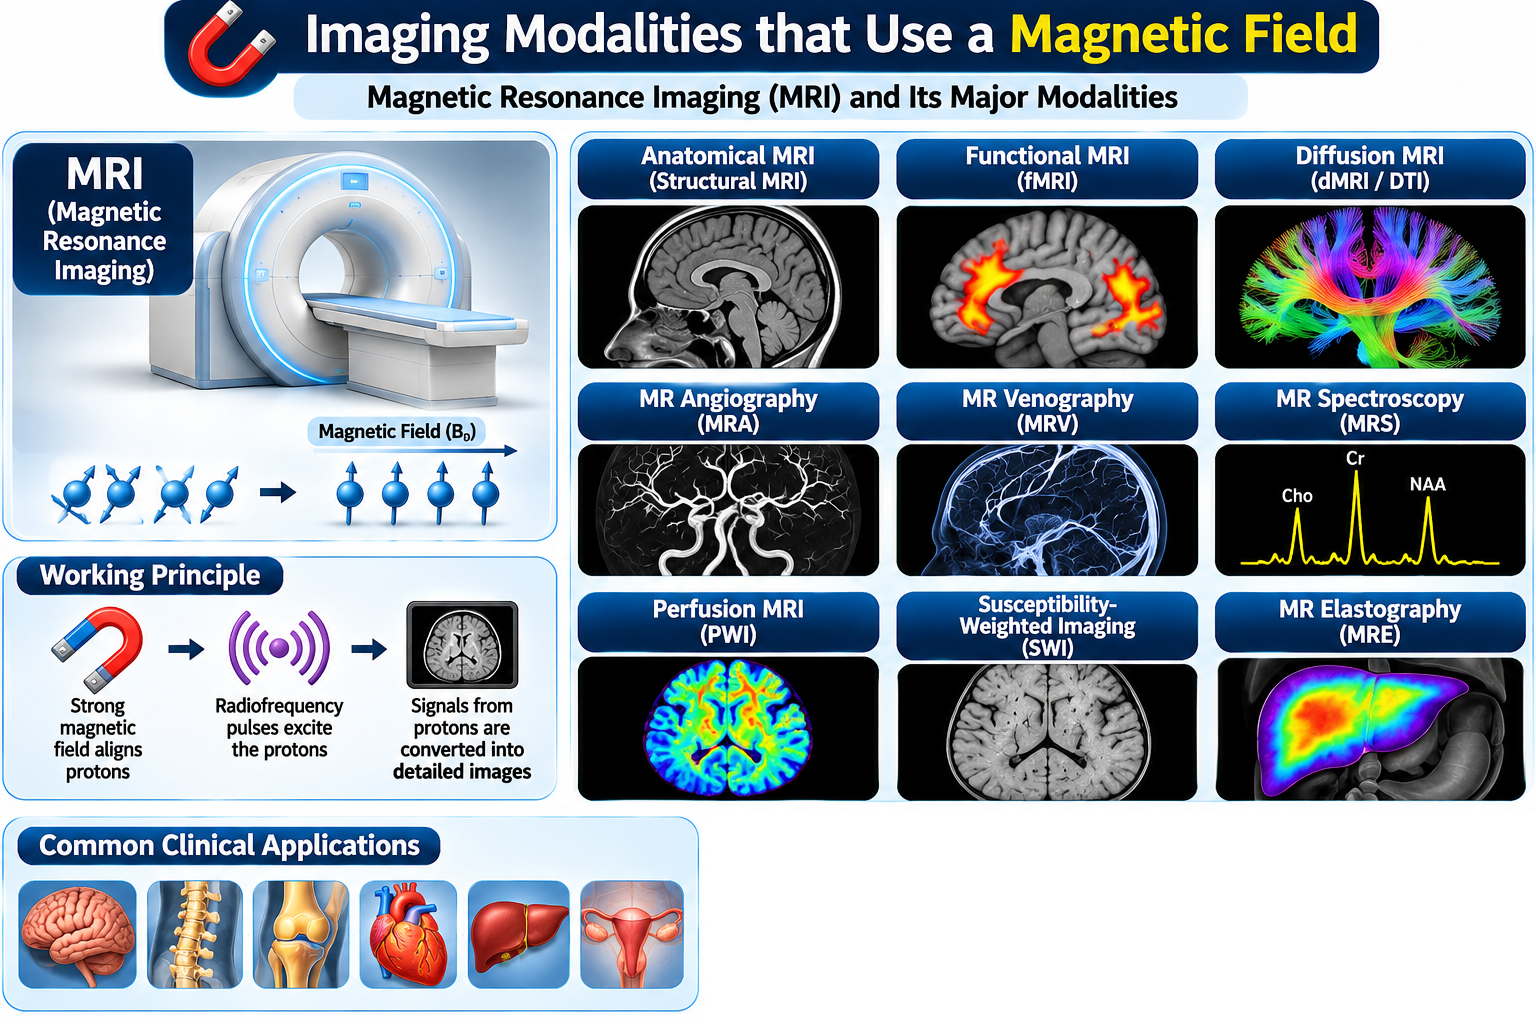 Imaging Modalities that Use a Magnetic Field
Magnetic Resonance Imaging (MRI) and Its Major Modalities
MRI
(Magnetic
Resonance
Imaging)
Magnetic Field (B₀)
Working Principle
Strong
magnetic
field aligns
protons
Radiofrequency
pulses excite
the protons
Signals from
protons are
converted into
detailed images
Anatomical MRI
(Structural MRI)
Functional MRI
(fMRI)
Diffusion MRI
(dMRI / DTI)
MR Angiography
(MRA)
MR Venography
(MRV)
MR Spectroscopy
(MRS)
Cho
Cr
NAA
Perfusion MRI
(PWI)
Susceptibility-
Weighted Imaging
(SWI)
MR Elastography
(MRE)
Common Clinical Applications